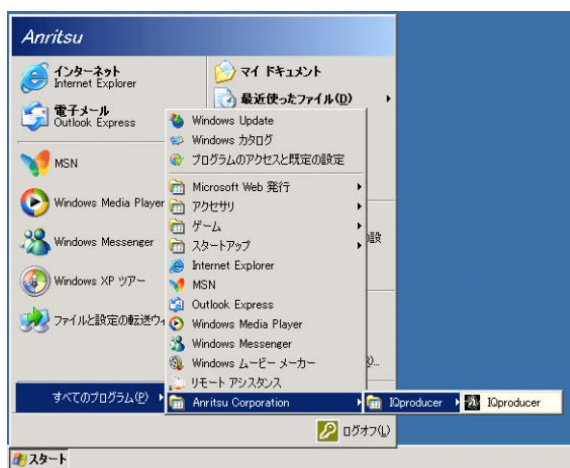 Anritsu
インターネット
Internet Explorer
電子メール
Outlook Express
MSN
Windows Media Player
Windows Messenger
Windows XP ツアー
ファイルと設定の転送ウィ
すべてのプログラム(P)
マイ ドキュメント
最近使ったファイル(D)
Windows Update
Windows カタログ
プログラムのアクセスと既定の設定
Microsoft Web 発行
アクセサリ
ゲーム
スタートアップ
Internet Explorer
MSN
Outlook Express
Windows Media Player
Windows Messenger
Windows ムービー メーカー
リモート アシスタンス
Anritsu Corporation
IQproducer
IQproducer
の設
ログオフ(L)
スタート